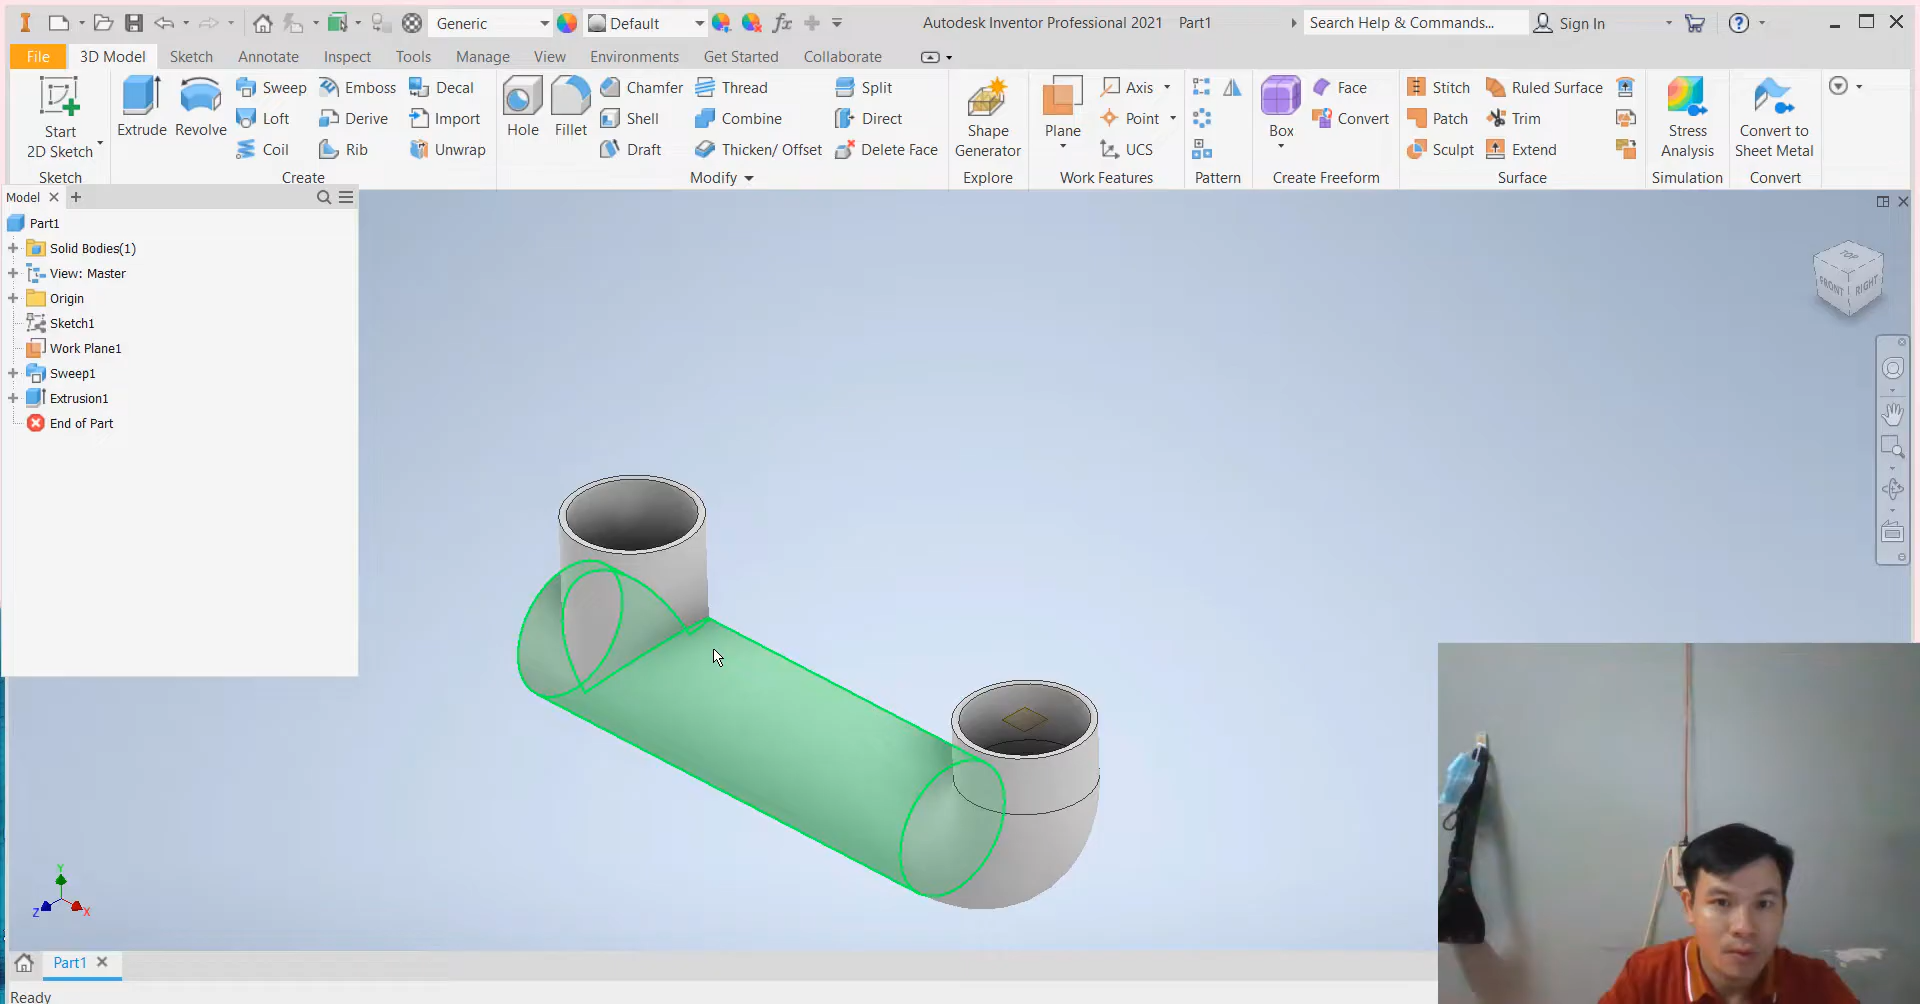 Generic
Default
Autodesk Inventor Professional 2021 Part1
Search Help & Commands...
Sign In
File 3D Model Sketch Annotate Inspect Tools Manage View Environments Get Started Collaborate
Start
2D Sketch
Sketch
Extrude
Revolve
Sweep
Loft
Coil
Emboss
Derive
Rib
Decal
Import
Unwrap
Create
Hole
Fillet
Chamfer
Shell
Draft
Thread
Combine
Thicken/ Offset
Split
Direct
Delete Face
Modify
Shape
Generator
Explore
Plane
Axis
Point
UCS
Work Features
Pattern
Box
Face
Convert
Create Freeform
Stitch
Patch
Sculpt
Ruled Surface
Trim
Extend
Surface
Stress
Analysis
Simulation
Convert to
Sheet Metal
Convert
Model
Part1
Solid Bodies(1)
View: Master
Origin
Sketch1
Work Plane1
Sweep1
Extrusion1
End of Part
TOP
FRONT
RIGHT
Y
Z
X
Part1
Ready